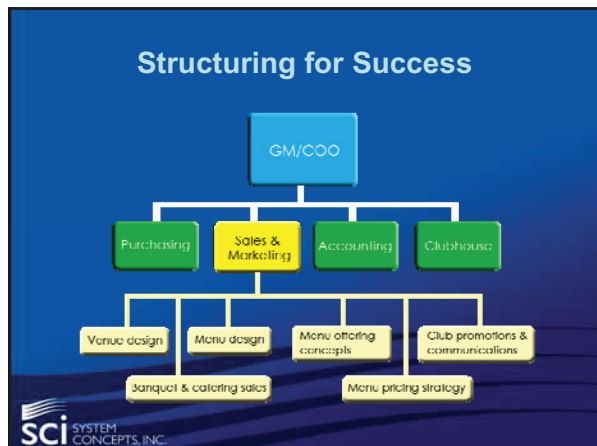 Structuring for Success
GM/COO
Purchasing
Sales &
Marketing
Accounting
Clubhouse
Venue design
Menu design
Menu offering
concepts
Club promotions &
communications
Banquet & catering sales
Menu pricing strategy
SCi SYSTEM
CONCEPTS, INC.